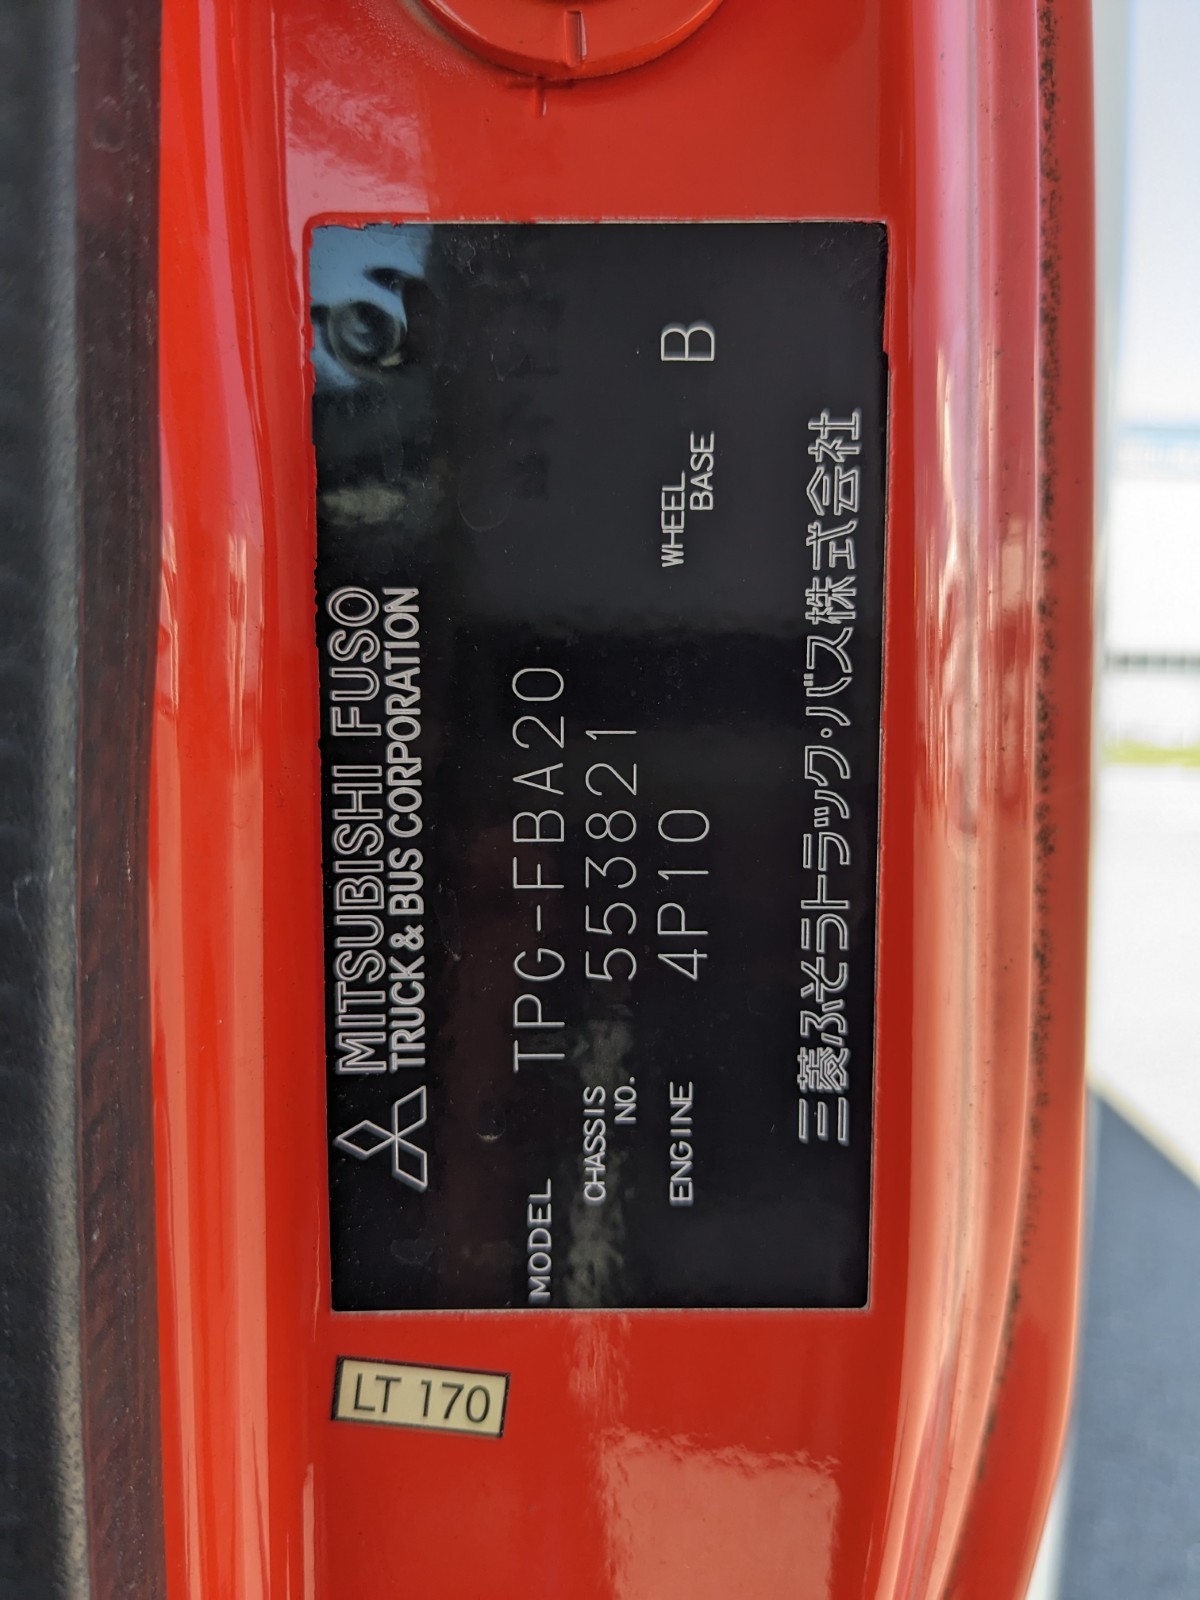 MITSUBISHI FUSO
TRUCK & BUS CORPORATION
MODEL TPG-FBA20
CHASSIS NO. 553821
ENGINE 4P10 WHEEL BASE B
三菱ふそうトラック・バス株式会社
LT 170